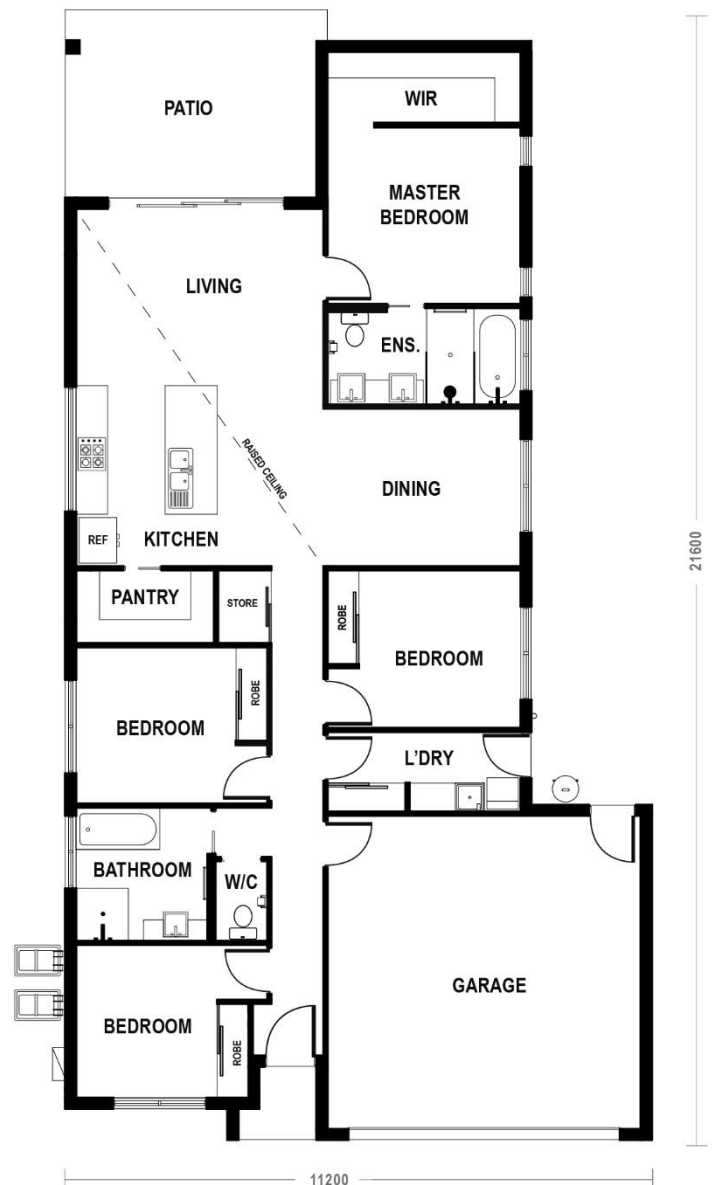 PATIO
WIR
MASTER
BEDROOM
LIVING
ENS.
RAISED CEILING
DINING
REF
KITCHEN
PANTRY
STORE
ROBE
BEDROOM
ROBE
BEDROOM
L'DRY
BATHROOM
W/C
GARAGE
BEDROOM
ROBE
21600
11200